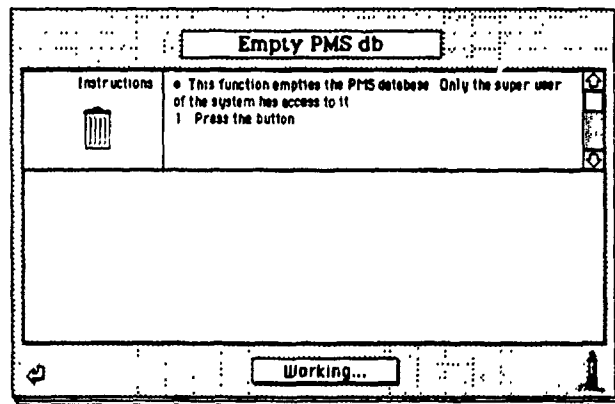 Empty PMS db
Instructions
• This function empties the PMS database Only the super user
of the system has access to it
1 Press the button
Working...